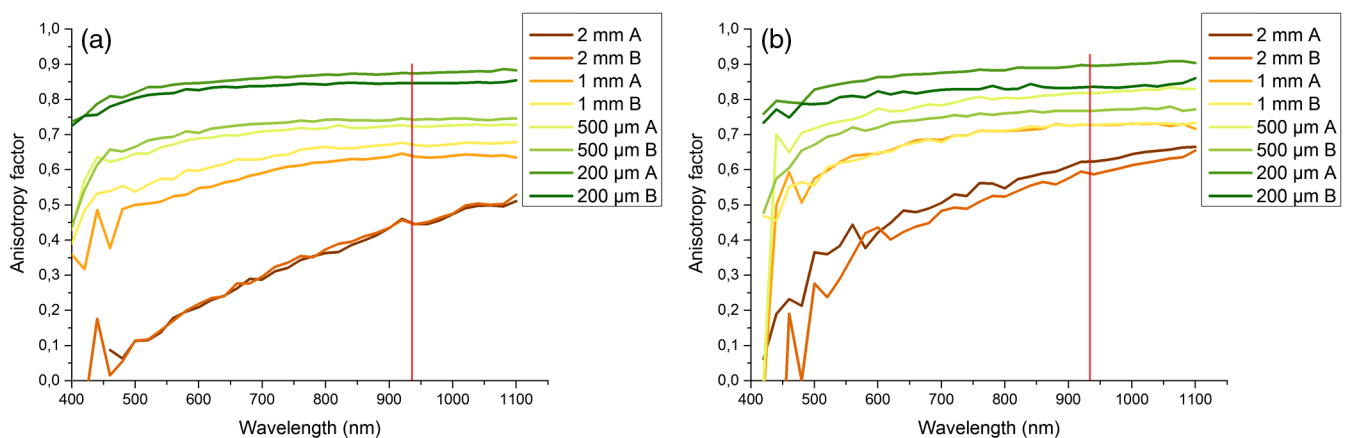 (a)
Anisotropy factor
1,0
0,9
0,8
0,7
0,6
0,5
0,4
0,3
0,2
0,1
0,0
400 500 600 700 800 900 1000 1100
Wavelength (nm)
2 mm A
2 mm B
1 mm A
1 mm B
500 µm A
500 µm B
200 µm A
200 µm B
(b)
Anisotropy factor
1,0
0,9
0,8
0,7
0,6
0,5
0,4
0,3
0,2
0,1
0,0
400 500 600 700 800 900 1000 1100
Wavelength (nm)
2 mm A
2 mm B
1 mm A
1 mm B
500 µm A
500 µm B
200 µm A
200 µm B